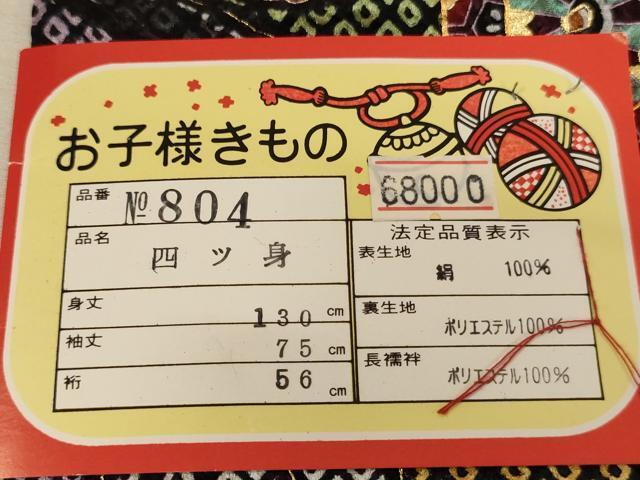 お子様きもの
68000
品番 № 804
品名 四ッ身
身丈 130 cm
袖丈 75 cm
裄 56 cm
法定品質表示
表生地 絹 100%
裏生地 ポリエステル100%
長襦袢 ポリエステル100%